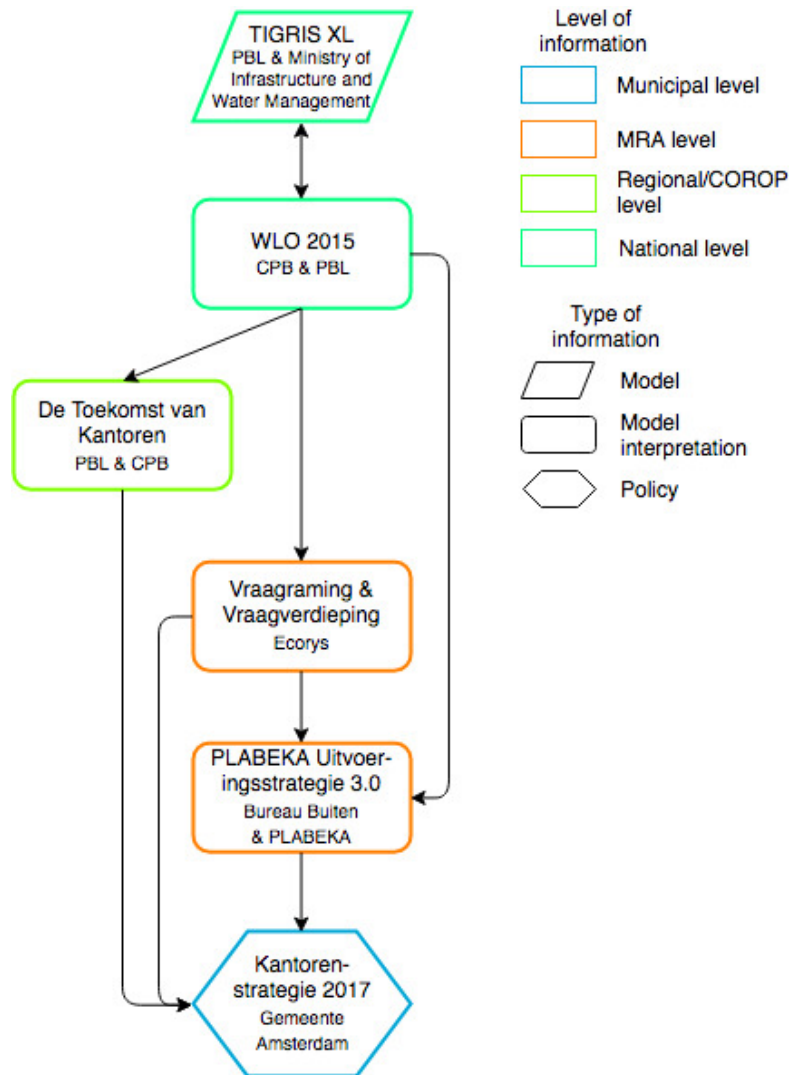 TIGRIS XL
PBL & Ministry of
Infrastructure and
Water Management
WLO 2015
CPB & PBL
De Toekomst van
Kantoren
PBL & CPB
Vraagraming &
Vraagverdieping
Ecorys
PLABEKA Uitvoer-
ingsstrategie 3.0
Bureau Buiten
& PLABEKA
Kantoren-
strategie 2017
Gemeente
Amsterdam
Level of
information
Municipal level
MRA level
Regional/COROP
level
National level
Type of
information
Model
Model
interpretation
Policy